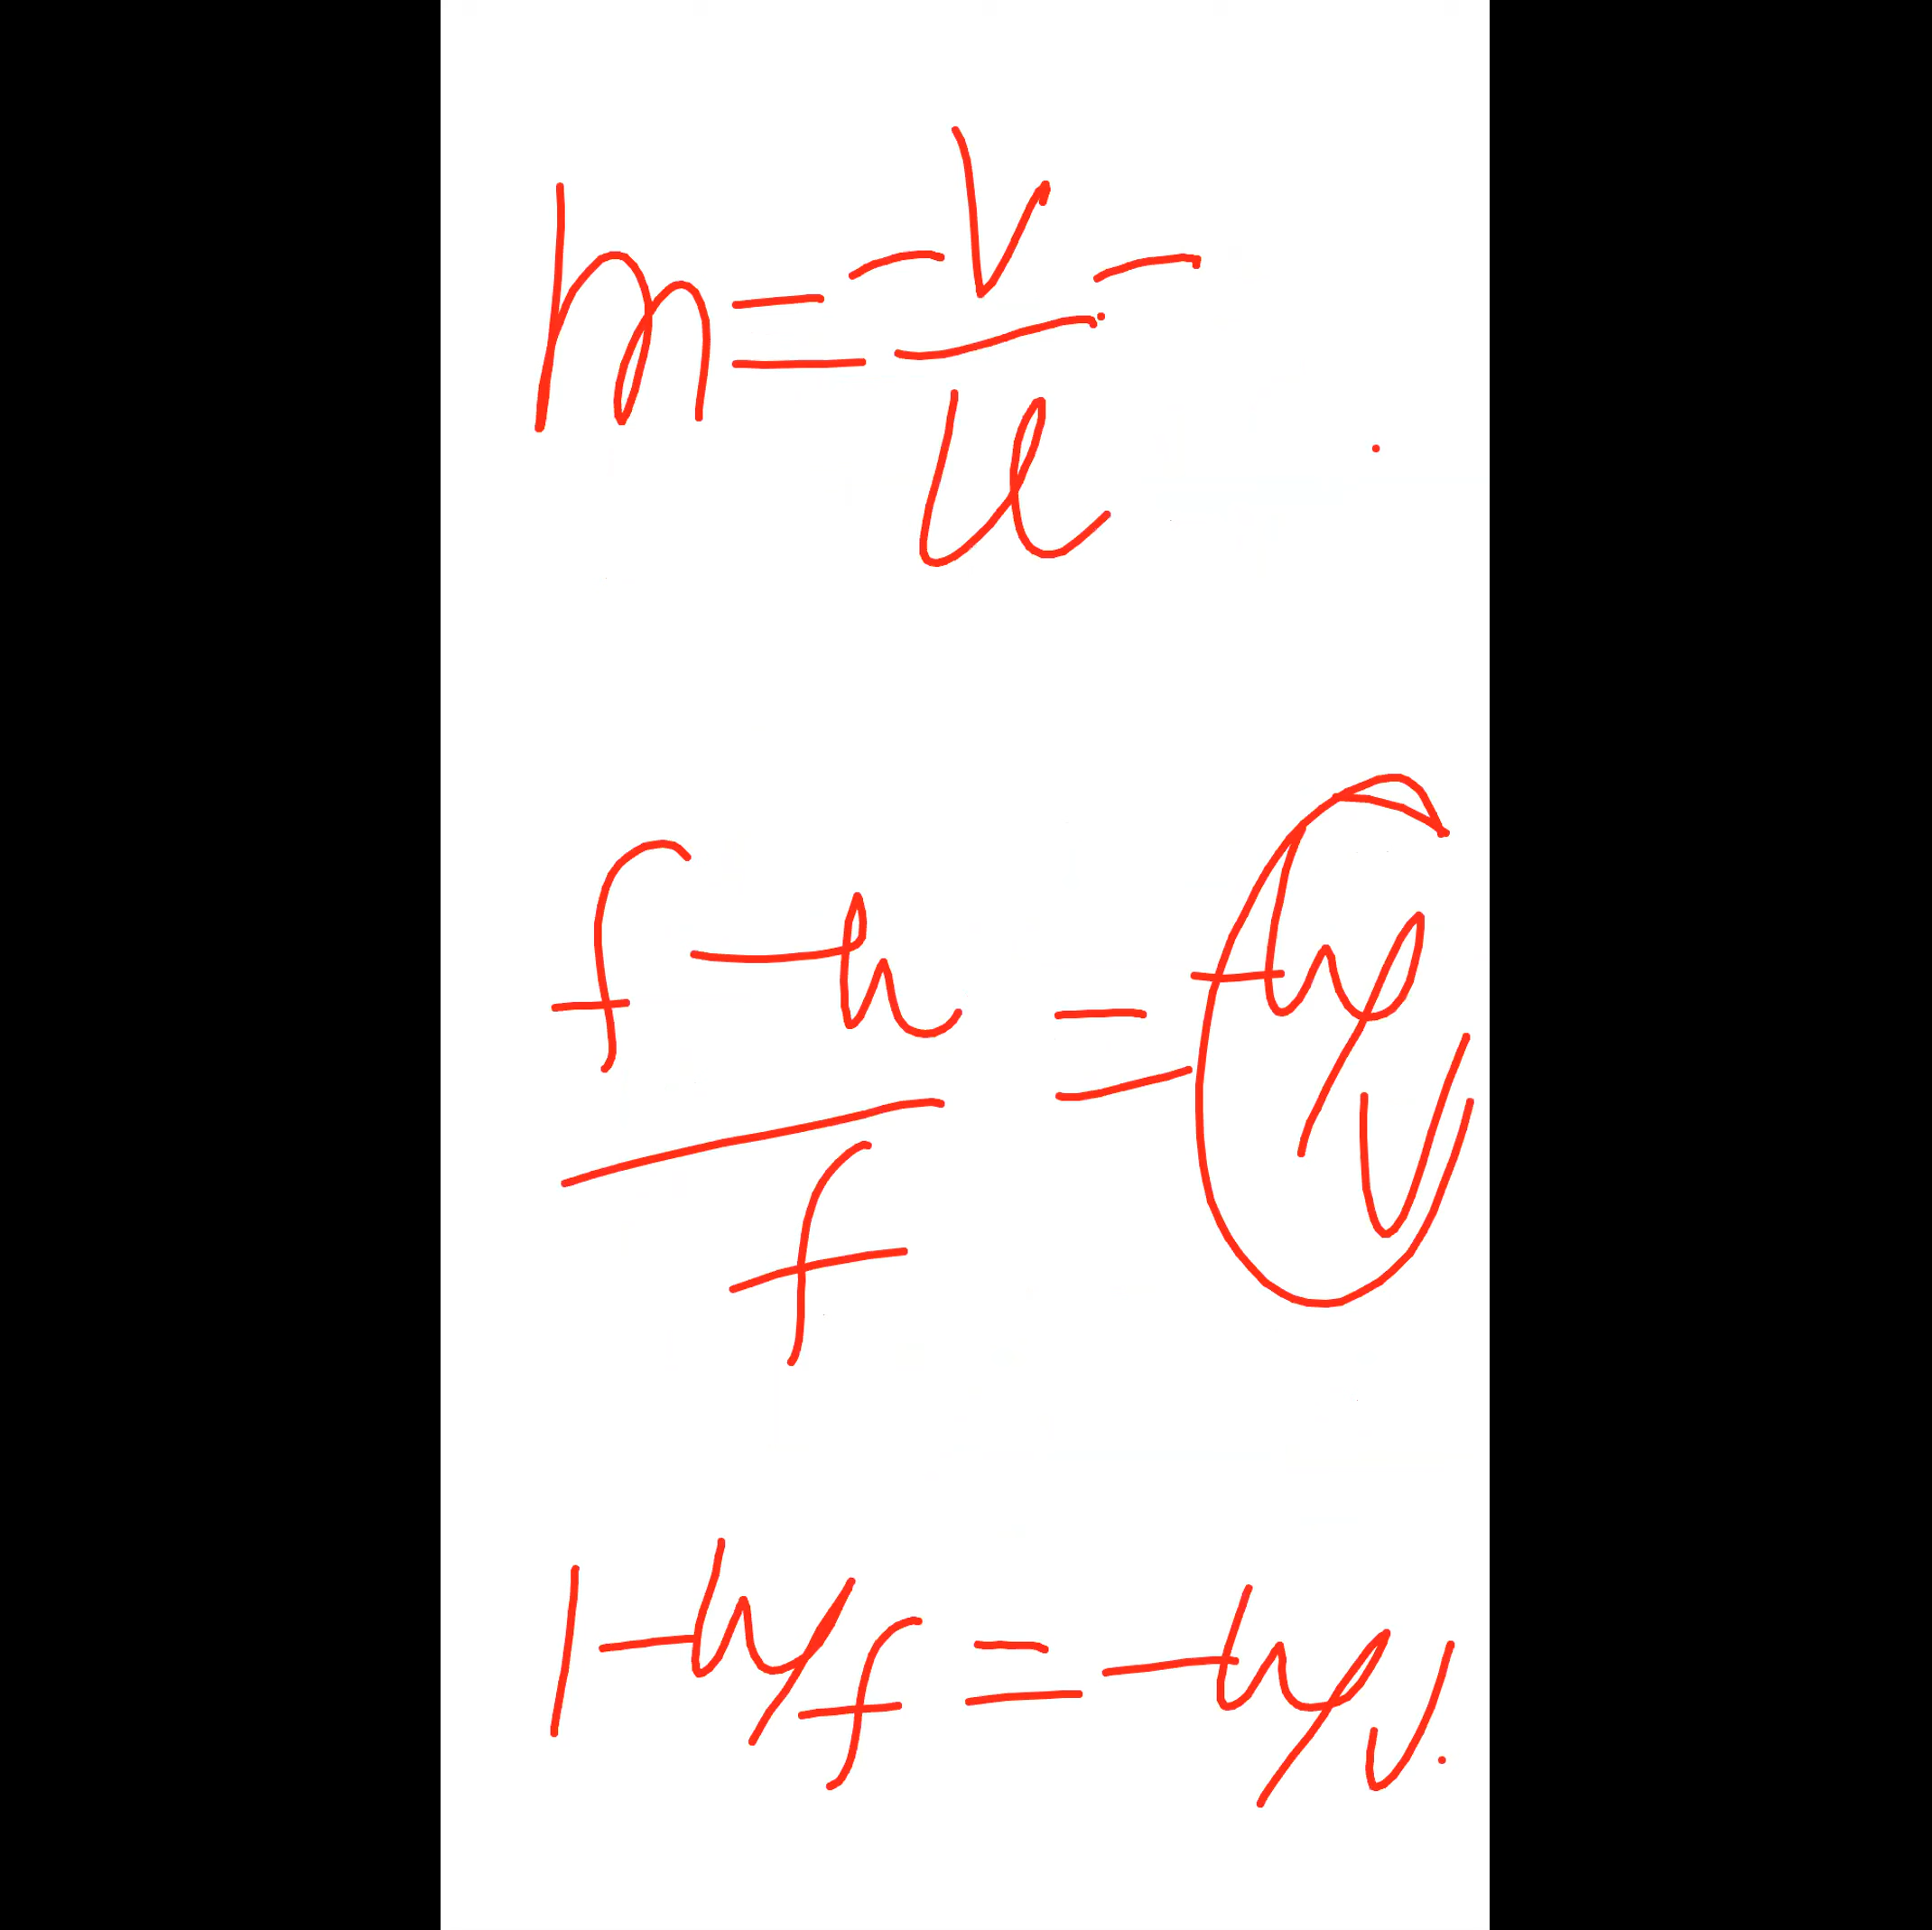 m = -v/u -
(f - u)/f = -u/v
1 - u/f = -u/v.